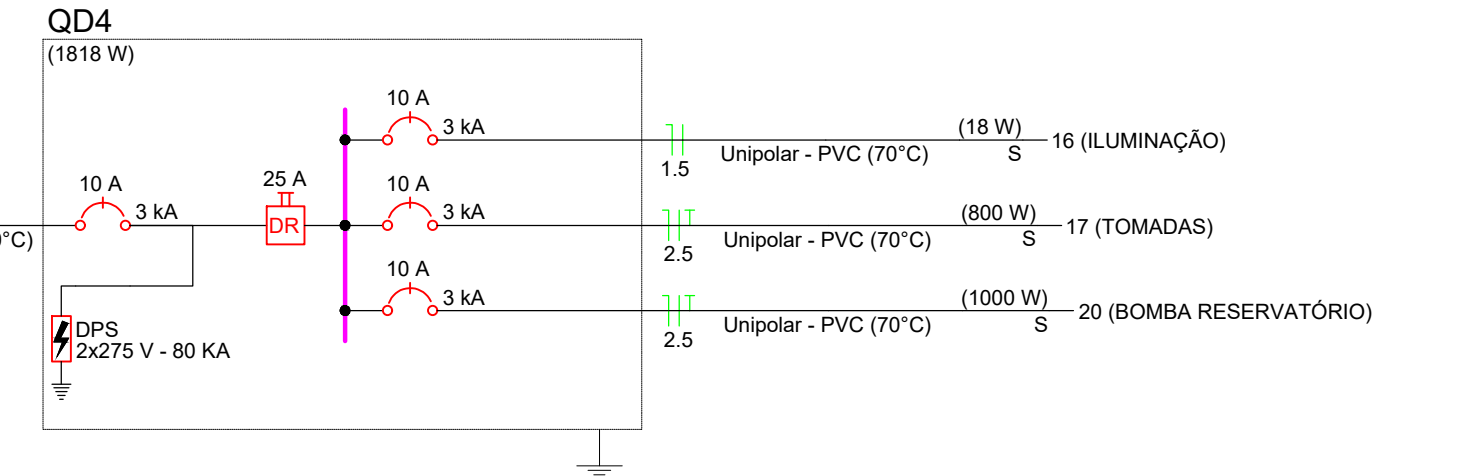 QD4
(1818 W)
10 A
3 kA
16 (ILUMINAÇÃO)
(18 W)
S
Unipolar - PVC (70°C)
1.5
10 A
3 kA
°C)
25 A
DR
10 A
3 kA
2.5
Unipolar - PVC (70°C)
(800 W)
S
17 (TOMADAS)
10 A
3 kA
2.5
Unipolar - PVC (70°C)
(1000 W)
S
20 (BOMBA RESERVATÓRIO)
DPS
2x275 V - 80 KA